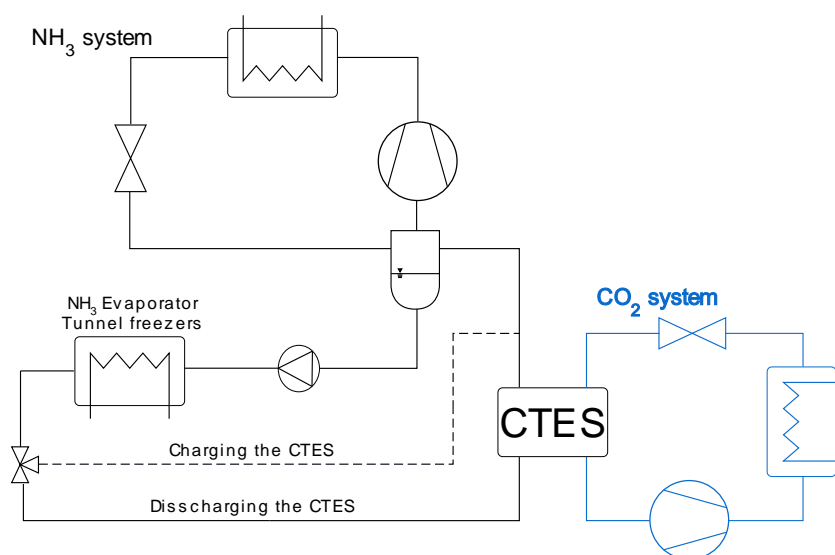 NH3 system
CO2 system
NH3 Evaporator
Tunnel freezers
CTES
Charging the CTES
Disscharging the CTES